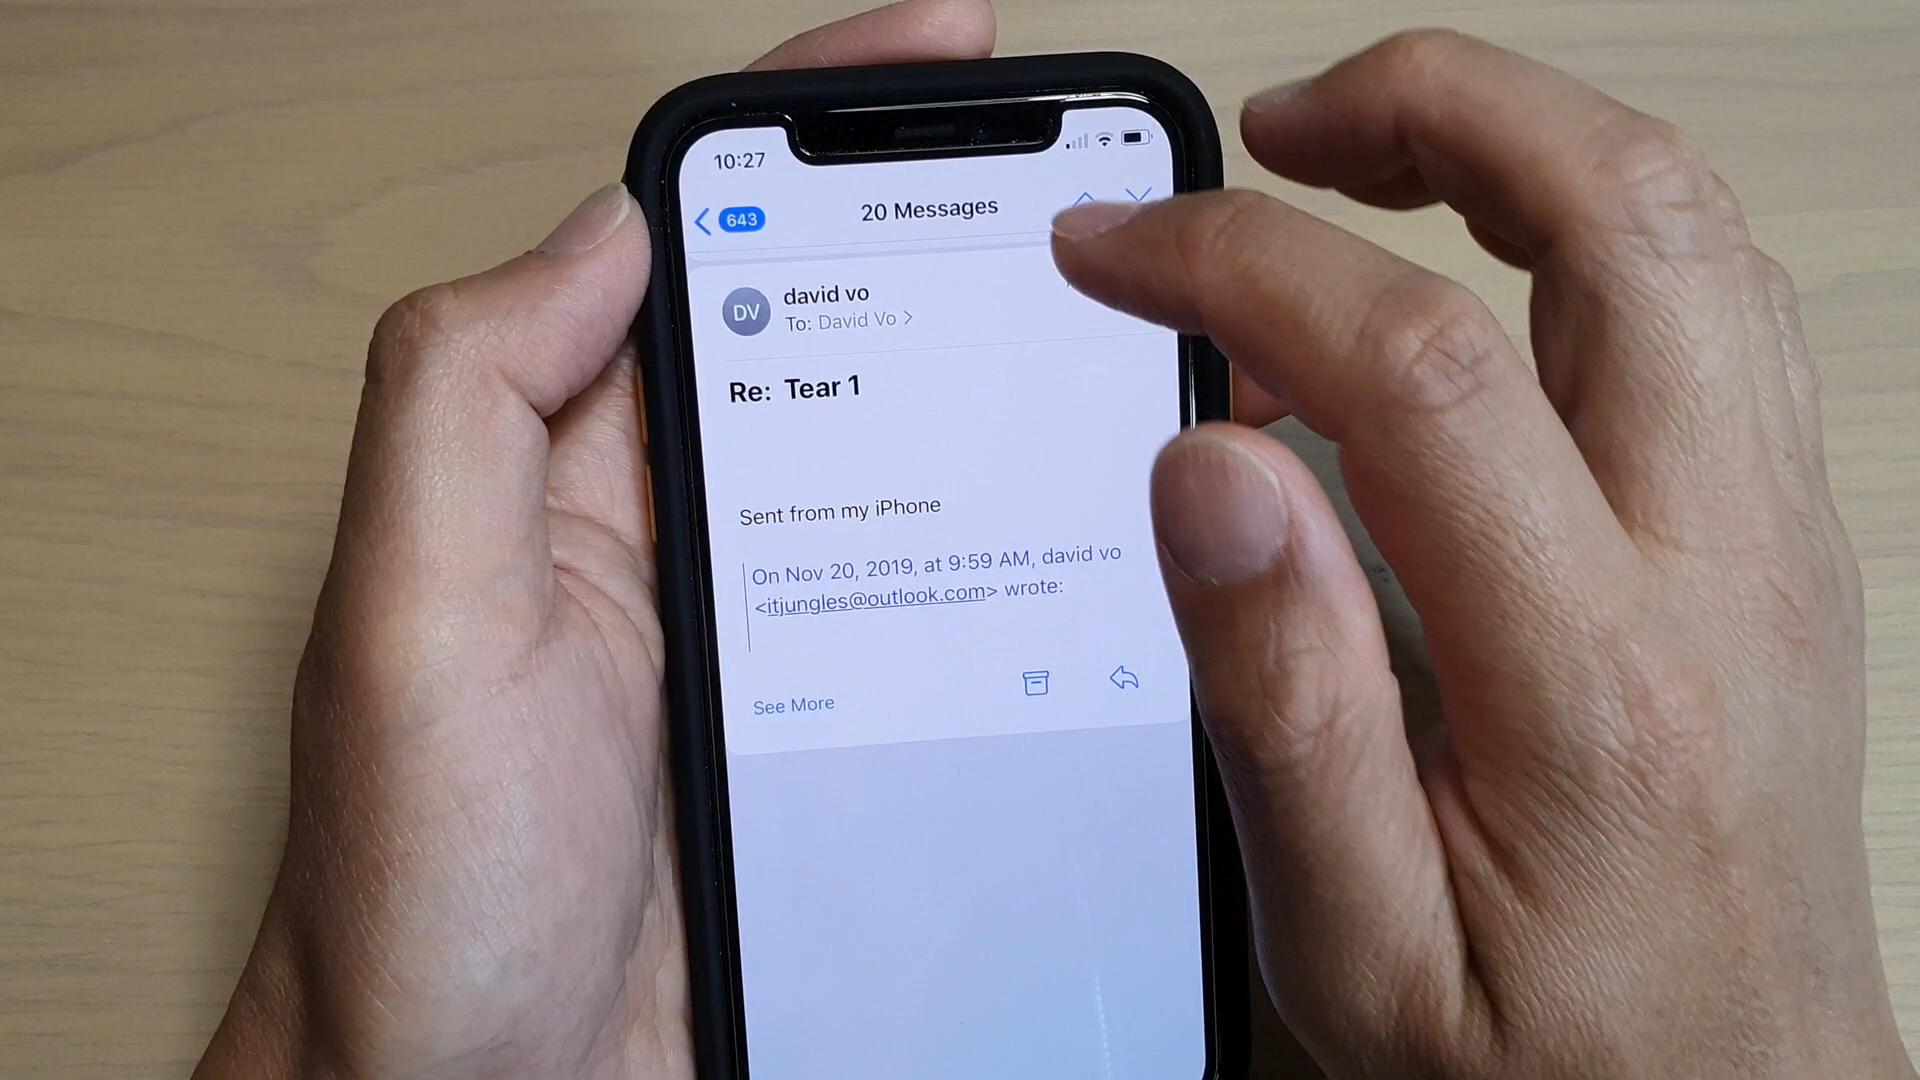 10:27
643
20 Messages
DV
david vo
To: David Vo
Re: Tear 1
Sent from my iPhone
On Nov 20, 2019, at 9:59 AM, david vo
<itjungles@outlook.com> wrote:
See More